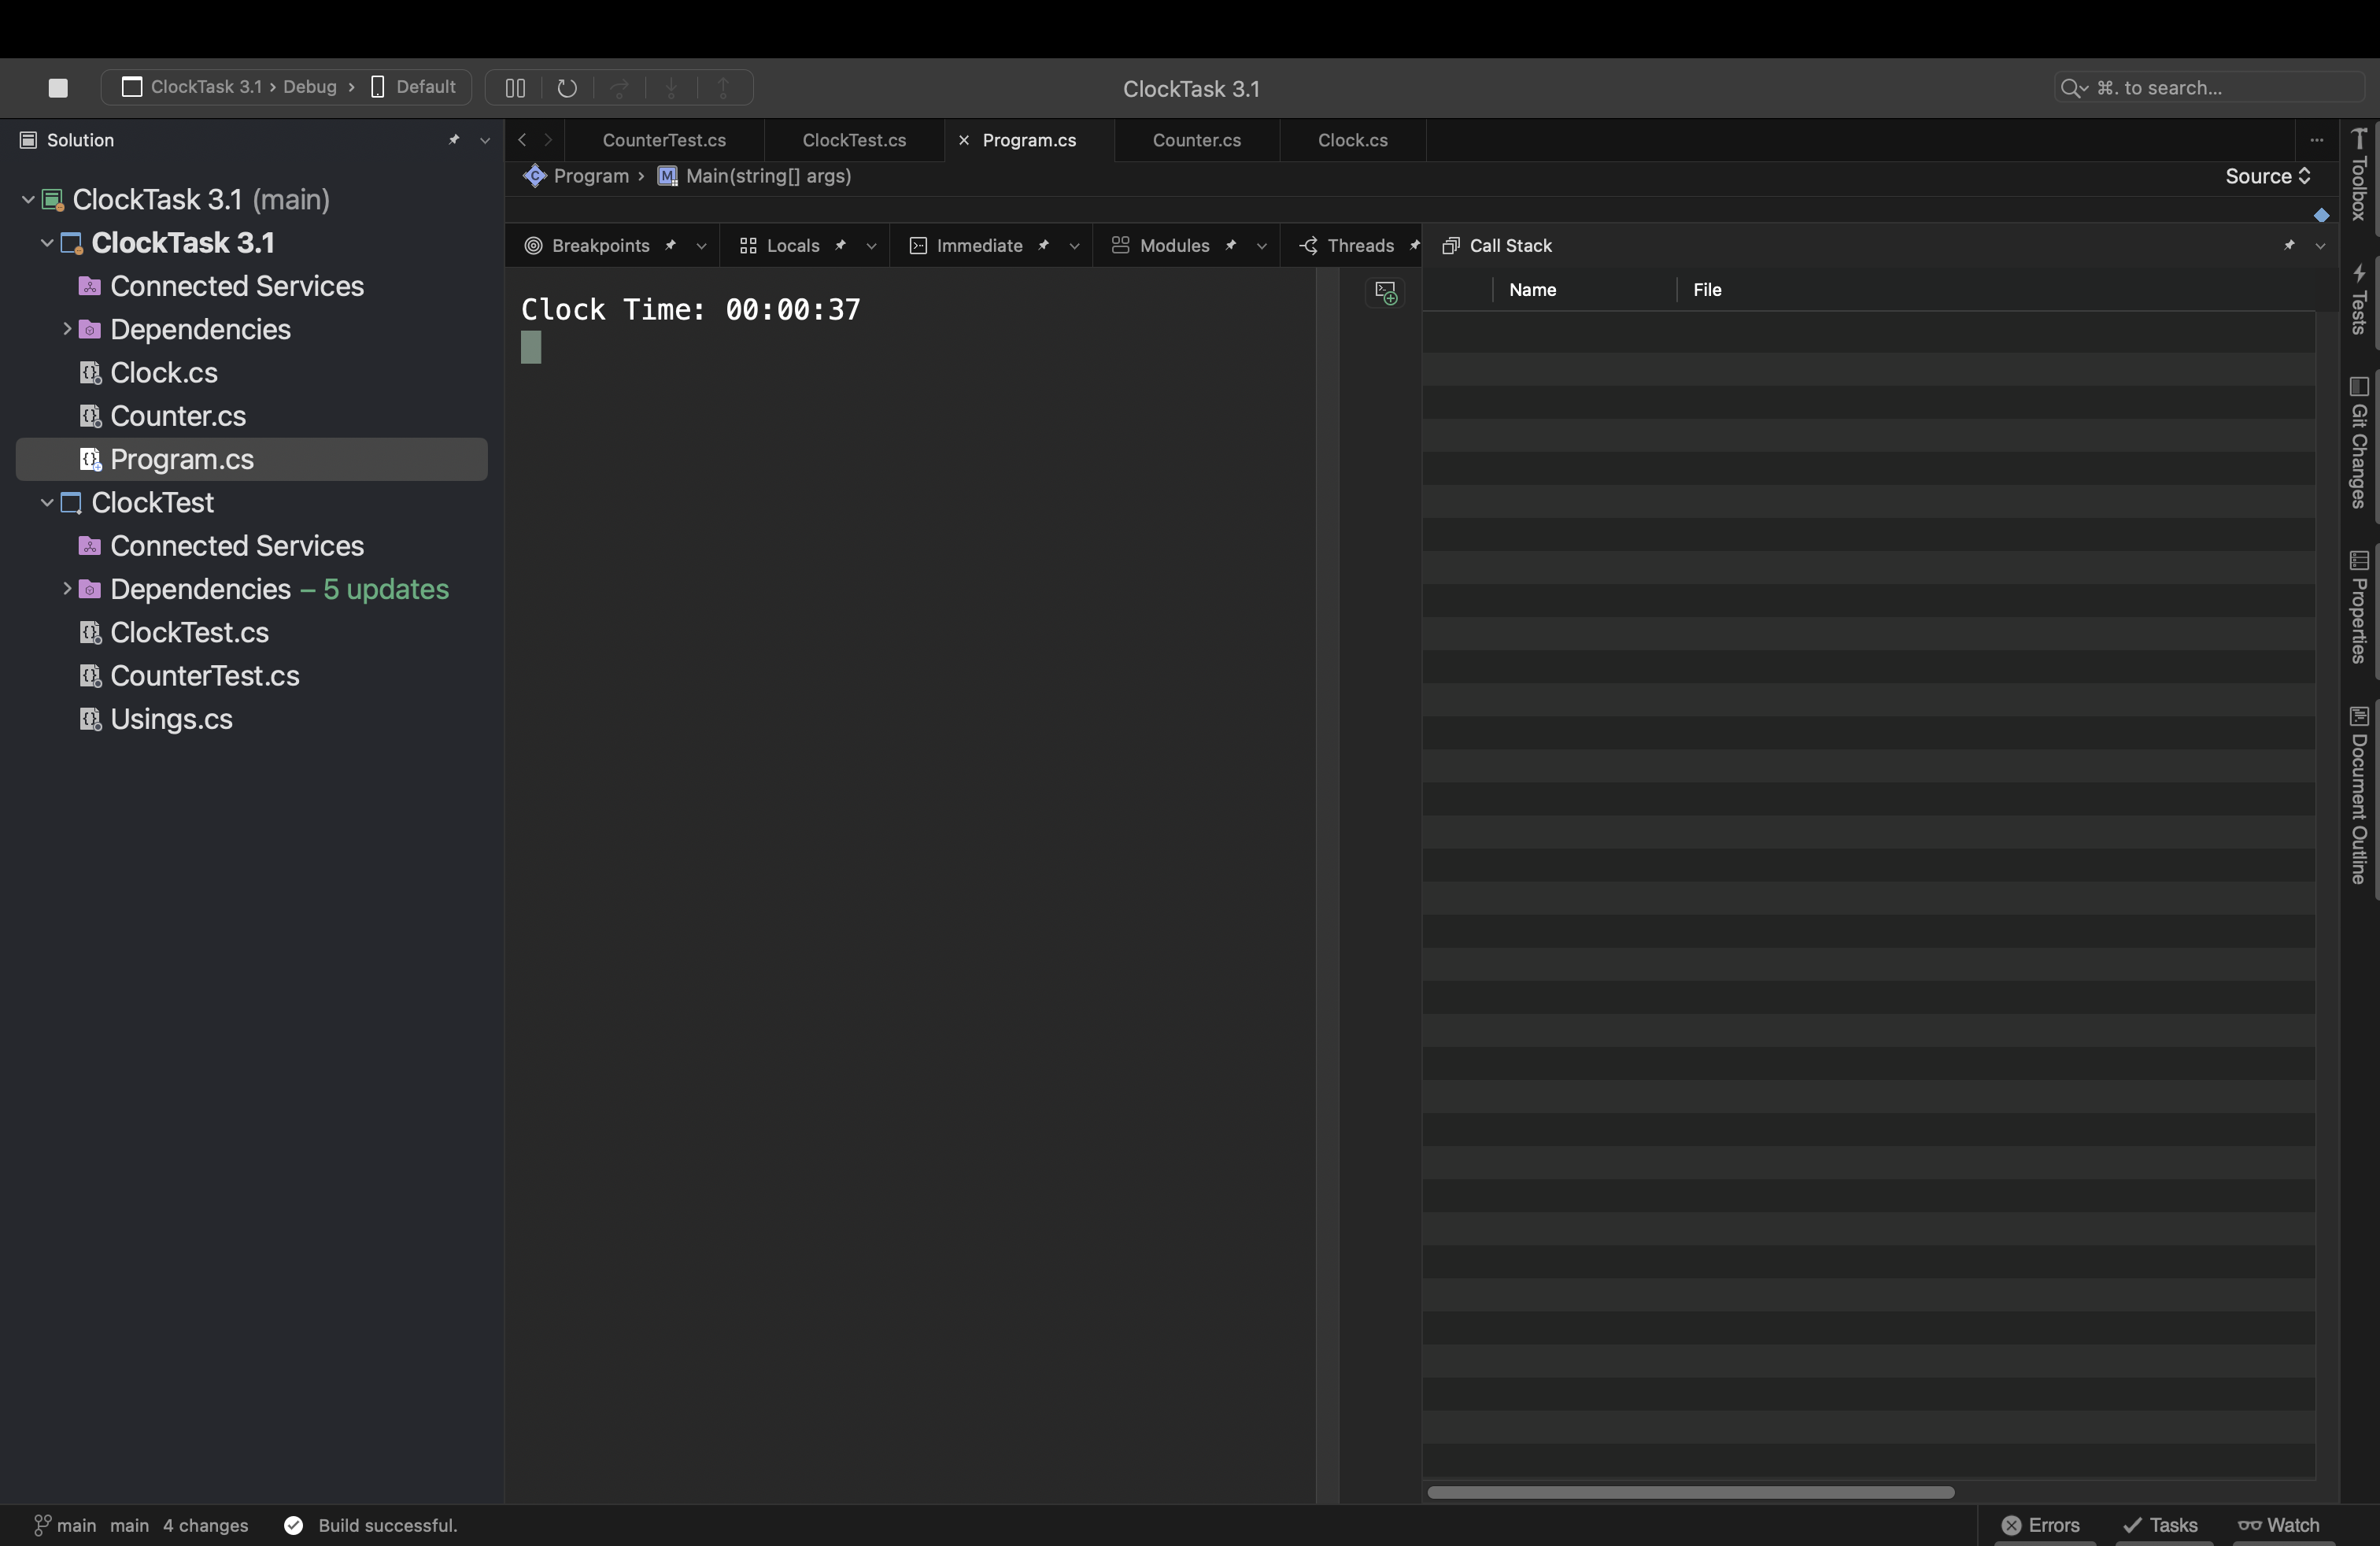 ClockTask 3.1 › Debug › Default
ClockTask 3.1
⌘. to search...
Solution
CounterTest.cs
ClockTest.cs
Program.cs
Counter.cs
Clock.cs
Program › Main(string[] args)
Source
ClockTask 3.1 (main)
ClockTask 3.1
Connected Services
Dependencies
Clock.cs
Counter.cs
Program.cs
ClockTest
Connected Services
Dependencies – 5 updates
ClockTest.cs
CounterTest.cs
Usings.cs
Breakpoints
Locals
Immediate
Modules
Threads
Call Stack
Name
File
Clock Time: 00:00:37
Toolbox
Tests
Git Changes
Properties
Document Outline
main main 4 changes
Build successful.
Errors
Tasks
Watch